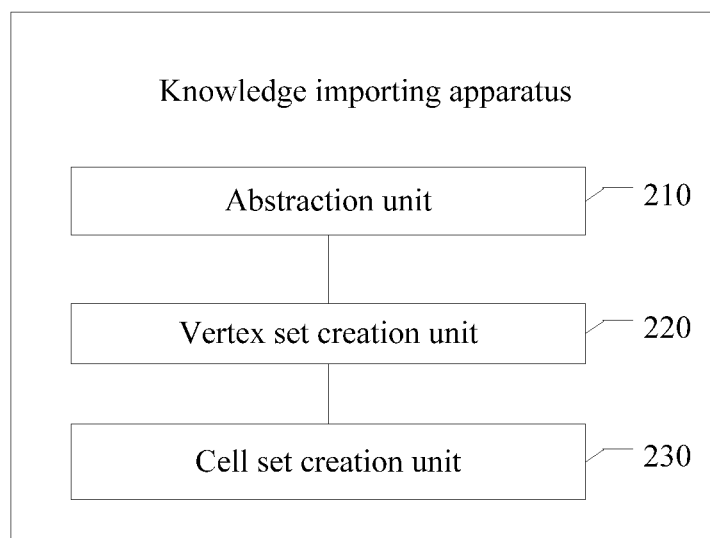 Knowledge importing apparatus
Abstraction unit 210
Vertex set creation unit 220
Cell set creation unit 230